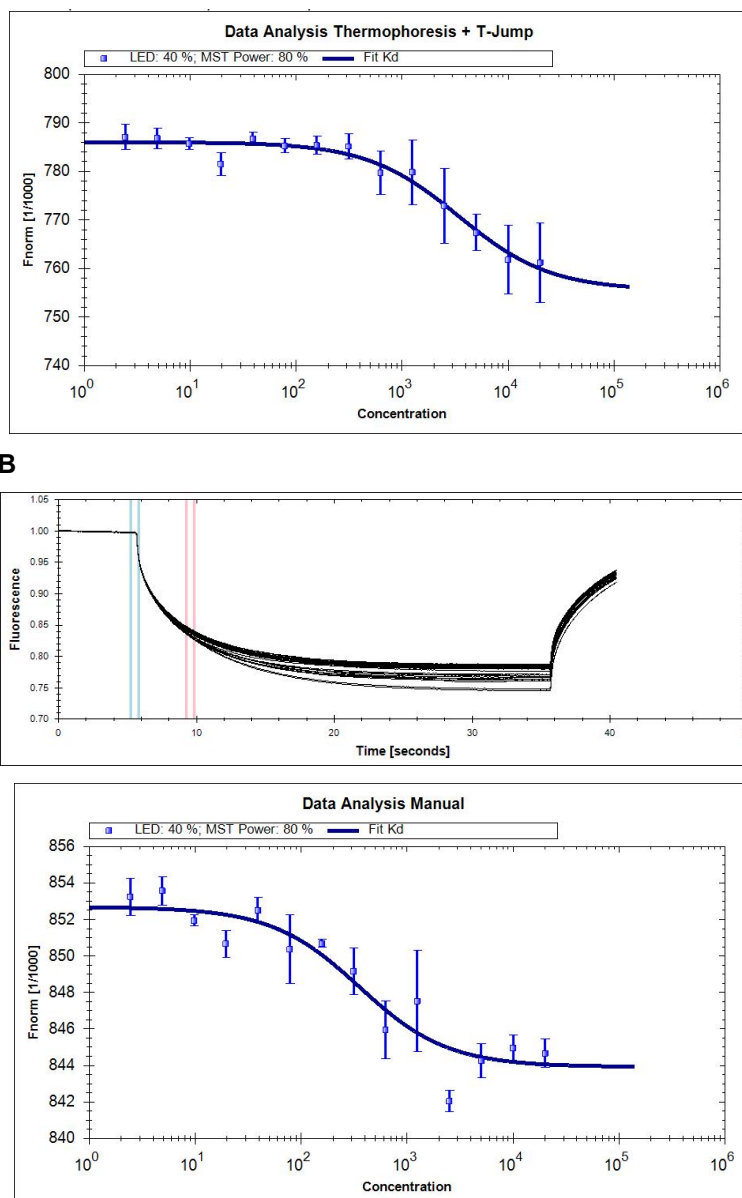 Data Analysis Thermophoresis + T-Jump
LED: 40 %; MST Power: 80 % Fit Kd
800
790
780
770
760
750
740
Fnorm [1/1000]
10^0 10^1 10^2 10^3 10^4 10^5 10^6
Concentration
B
1.05
1.00
0.95
0.90
0.85
0.80
0.75
0.70
Fluorescence
0 10 20 30 40
Time [seconds]
Data Analysis Manual
LED: 40 %; MST Power: 80 % Fit Kd
856
854
852
850
848
846
844
842
840
Fnorm [1/1000]
10^0 10^1 10^2 10^3 10^4 10^5 10^6
Concentration